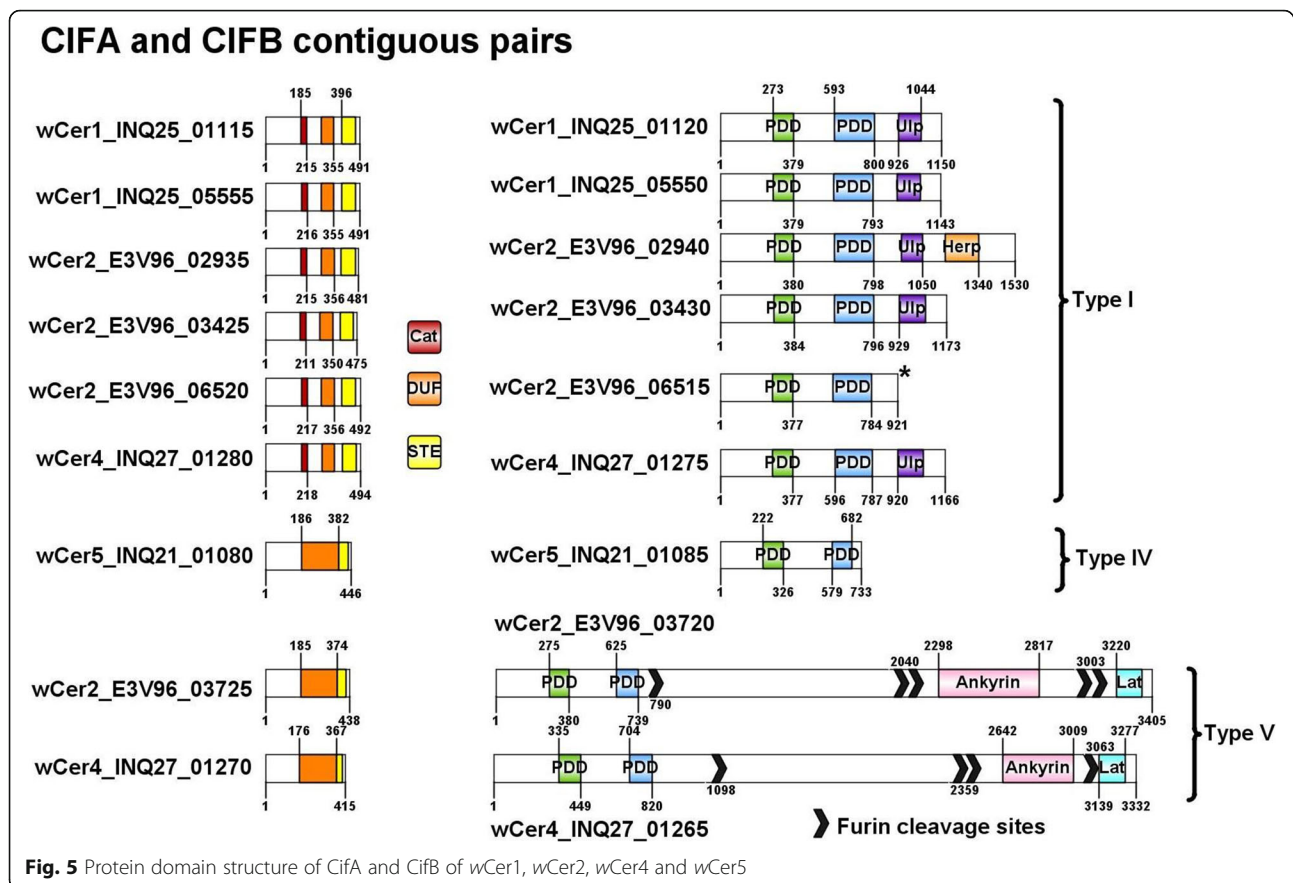 CIFA and CIFB contiguous pairs
185 396
wCer1_INQ25_01115
1 215 355 491
wCer1_INQ25_05555
1 216 355 491
wCer2_E3V96_02935
1 215 356 481
wCer2_E3V96_03425
1 211 350 475
wCer2_E3V96_06520
1 217 356 492
wCer4_INQ27_01280
1 218 355 494
Cat
DUF
STE
273 593 1044
wCer1_INQ25_01120 PDD PDD Ulp
1 379 800 926 1150
wCer1_INQ25_05550 PDD PDD Ulp
1 379 793 1143
wCer2_E3V96_02940 PDD PDD Ulp Herp
1 380 798 1050 1340 1530
wCer2_E3V96_03430 PDD PDD Ulp
1 384 796 929 1173
wCer2_E3V96_06515 PDD PDD *
1 377 784 921
wCer4_INQ27_01275 PDD PDD Ulp
1 377 596 787 920 1166
Type I
186 382
wCer5_INQ21_01080
1 446
222 682
wCer5_INQ21_01085 PDD PDD
1 326 579 733
Type IV
185 374
wCer2_E3V96_03725
1 438
176 367
wCer4_INQ27_01270
1 415
wCer2_E3V96_03720
275 625 2040 2298 2817 3003 3220
PDD PDD Ankyrin Lat
1 380 739 790 3405
335 704 2642 3009 3063 3277
PDD PDD Ankyrin Lat
1 449 820 1098 2359 3139 3332
wCer4_INQ27_01265
Type V
Furin cleavage sites
Fig. 5 Protein domain structure of CifA and CifB of wCer1, wCer2, wCer4 and wCer5